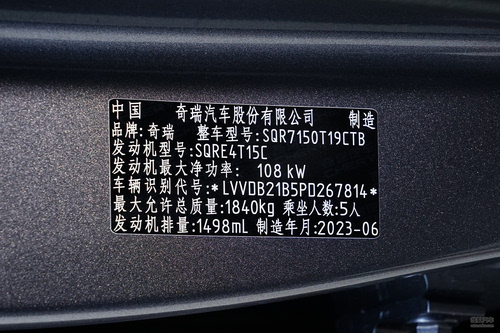 中国 奇瑞汽车股份有限公司 制造
品牌:奇瑞 整车型号:SQR7150T19CTB
发动机型号:SQRE4T15C
发动机最大净功率: 108 kW
车辆识别代号:*LVVDB21B5PD267814*
最大允许总质量:1840kg 乘坐人数:5人
发动机排量:1498mL 制造年月:2023-06